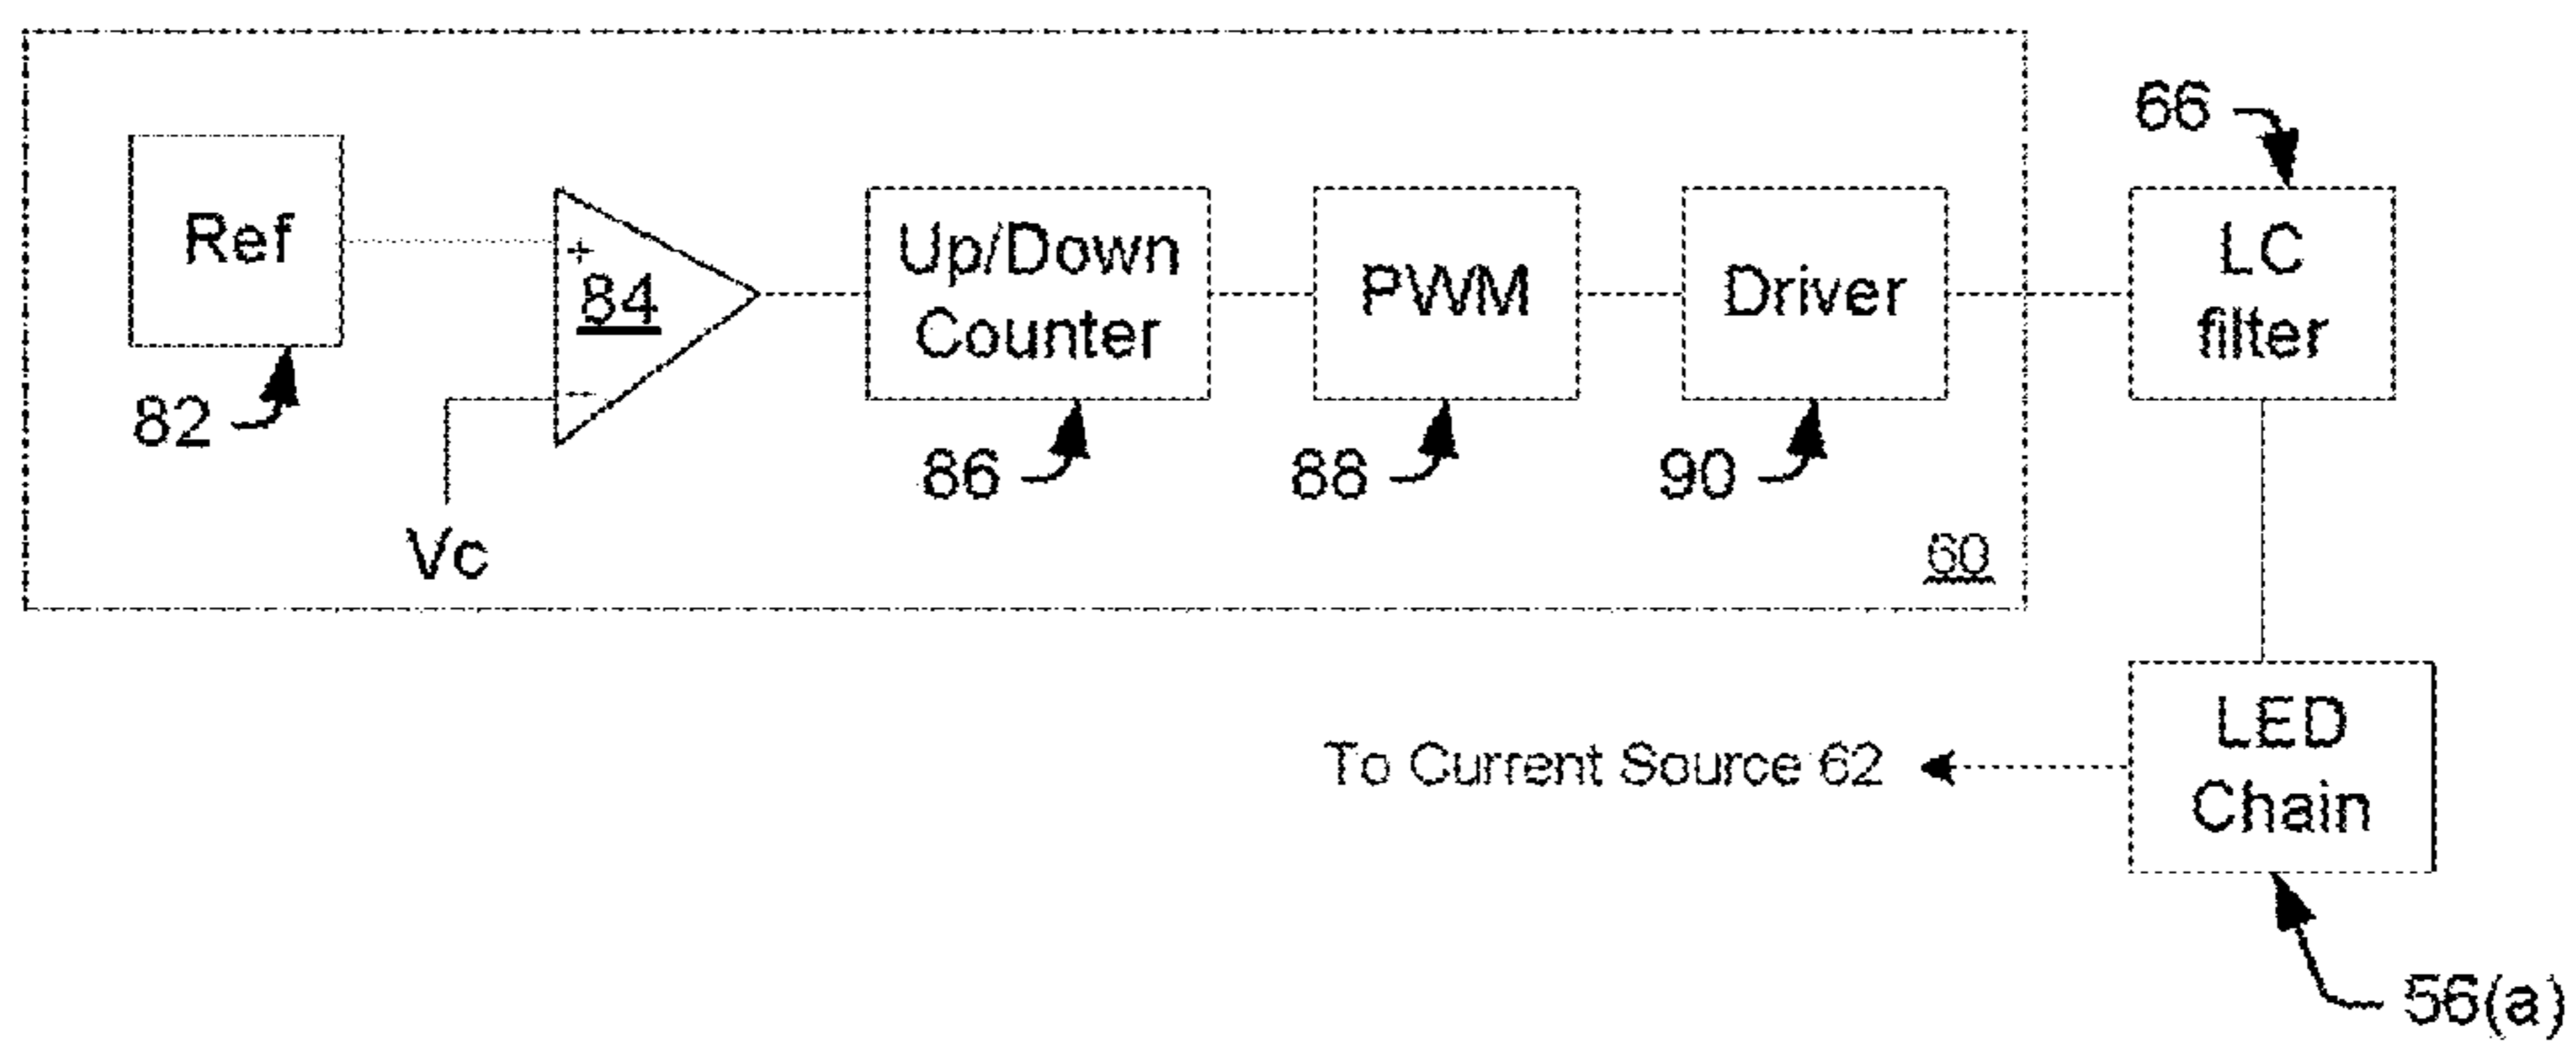 66
Ref
+
84
−
Up/Down
Counter
PWM
Driver
LC
filter
82
86
88
90
Vc
60
LED
Chain
To Current Source 62
56(a)